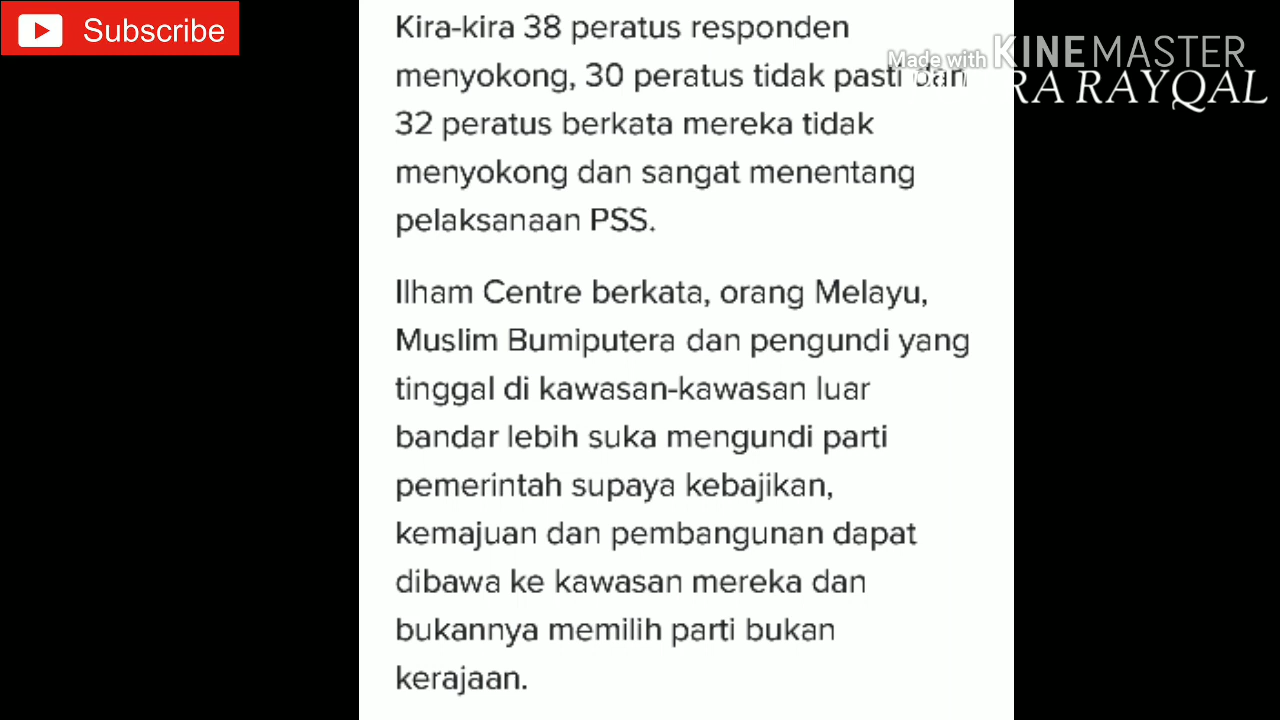 Subscribe
Kira-kira 38 peratus responden
Made with KINEMASTER
menyokong, 30 peratus tidak pasti dan
RA RAYQAL
32 peratus berkata mereka tidak
menyokong dan sangat menentang
pelaksanaan PSS.
Ilham Centre berkata, orang Melayu,
Muslim Bumiputera dan pengundi yang
tinggal di kawasan-kawasan luar
bandar lebih suka mengundi parti
pemerintah supaya kebajikan,
kemajuan dan pembangunan dapat
dibawa ke kawasan mereka dan
bukannya memilih parti bukan
kerajaan.